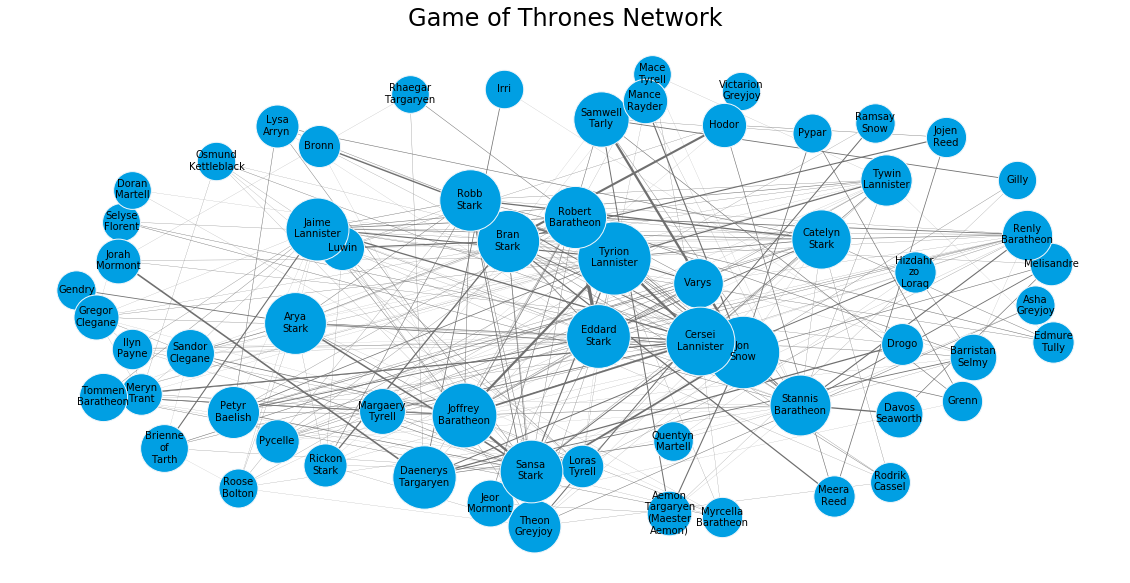 Game of Thrones Network
Mace
Tyrell
Rhaegar
Targaryen
Irri
Victarion
Greyjoy
Mance
Rayder
Samwell
Tarly
Lysa
Arryn
Bronn
Hodor
Pypar
Ramsay
Snow
Jojen
Reed
Osmund
Kettleblack
Doran
Martell
Tywin
Lannister
Gilly
Selyse
Florent
Robb
Stark
Robert
Baratheon
Jaime
Lannister
Luwin
Bran
Stark
Catelyn
Stark
Renly
Baratheon
Jorah
Mormont
Tyrion
Lannister
Melisandre
Hizdahr
zo
Loraq
Varys
Gendry
Gregor
Clegane
Asha
Greyjoy
Arya
Stark
Eddard
Stark
Cersei
Lannister
Jon
Snow
Drogo
Edmure
Tully
Ilyn
Payne
Sandor
Clegane
Barristan
Selmy
Tommen
Baratheon
Meryn
Trant
Petyr
Baelish
Margaery
Tyrell
Joffrey
Baratheon
Stannis
Baratheon
Grenn
Davos
Seaworth
Brienne
of
Tarth
Pycelle
Quentyn
Martell
Rickon
Stark
Daenerys
Targaryen
Sansa
Stark
Loras
Tyrell
Roose
Bolton
Rodrik
Cassel
Meera
Reed
Jeor
Mormont
Theon
Greyjoy
Aemon
Targaryen
(Maester
Aemon)
Myrcella
Baratheon